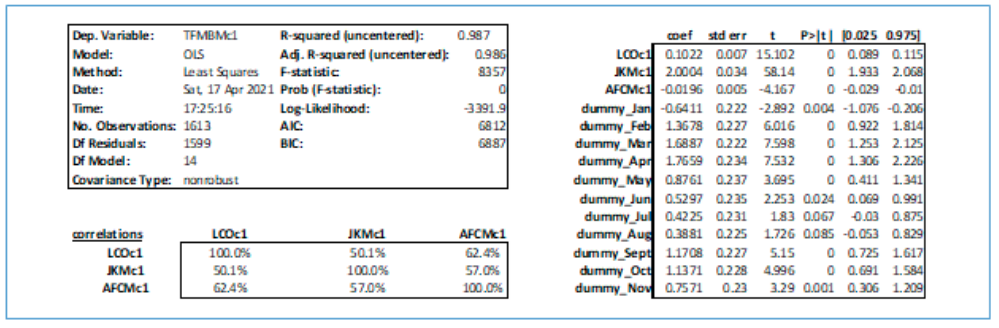 Dep. Variable: TFMBMc1 R-squared (uncentered): 0.987
Model: OLS Adj. R-squared (uncentered): 0.986
Method: Least Squares F-statistic: 8357
Date: Sat, 17 Apr 2021 Prob (F-statistic): 0
Time: 17:25:16 Log-Likelihood: -3391.9
No. Observations: 1613 AIC: 6812
Df Residuals: 1599 BIC: 6887
Df Model: 14
Covariance Type: nonrobust
correlations LCOc1 JKMc1 AFCMc1
LCOc1 100.0% 50.1% 62.4%
JKMc1 50.1% 100.0% 57.0%
AFCMc1 62.4% 57.0% 100.0%
coef std err t P>|t| [0.025 0.975]
LCOc1 0.1022 0.007 15.102 0 0.089 0.115
JKMc1 2.0004 0.034 58.14 0 1.933 2.068
AFCMc1 -0.0196 0.005 -4.167 0 -0.029 -0.01
dummy_Jan -0.6411 0.222 -2.892 0.004 -1.076 -0.206
dummy_Feb 1.3678 0.227 6.016 0 0.922 1.814
dummy_Mar 1.6887 0.222 7.598 0 1.253 2.125
dummy_Apr 1.7659 0.234 7.532 0 1.306 2.226
dummy_May 0.8761 0.237 3.695 0 0.411 1.341
dummy_Jun 0.5297 0.235 2.253 0.024 0.069 0.991
dummy_Jul 0.4225 0.231 1.83 0.067 -0.03 0.875
dummy_Aug 0.3881 0.225 1.726 0.085 -0.053 0.829
dummy_Sept 1.1708 0.227 5.15 0 0.725 1.617
dummy_Oct 1.1371 0.228 4.996 0 0.691 1.584
dummy_Nov 0.7571 0.23 3.29 0.001 0.306 1.209